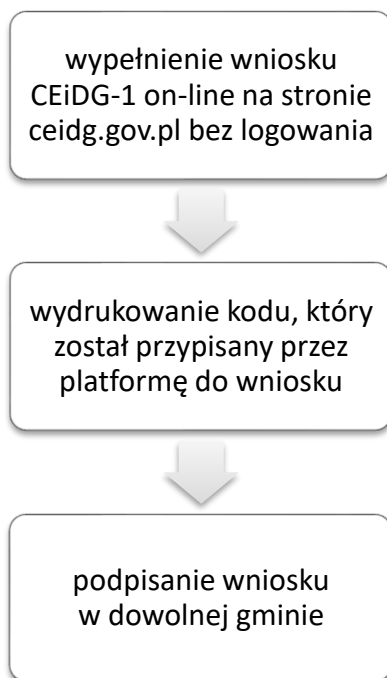 wypełnienie wniosku
CEiDG-1 on-line na stronie
ceidg.gov.pl bez logowania
wydrukowanie kodu, który
został przypisany przez
platformę do wniosku
podpisanie wniosku
w dowolnej gminie